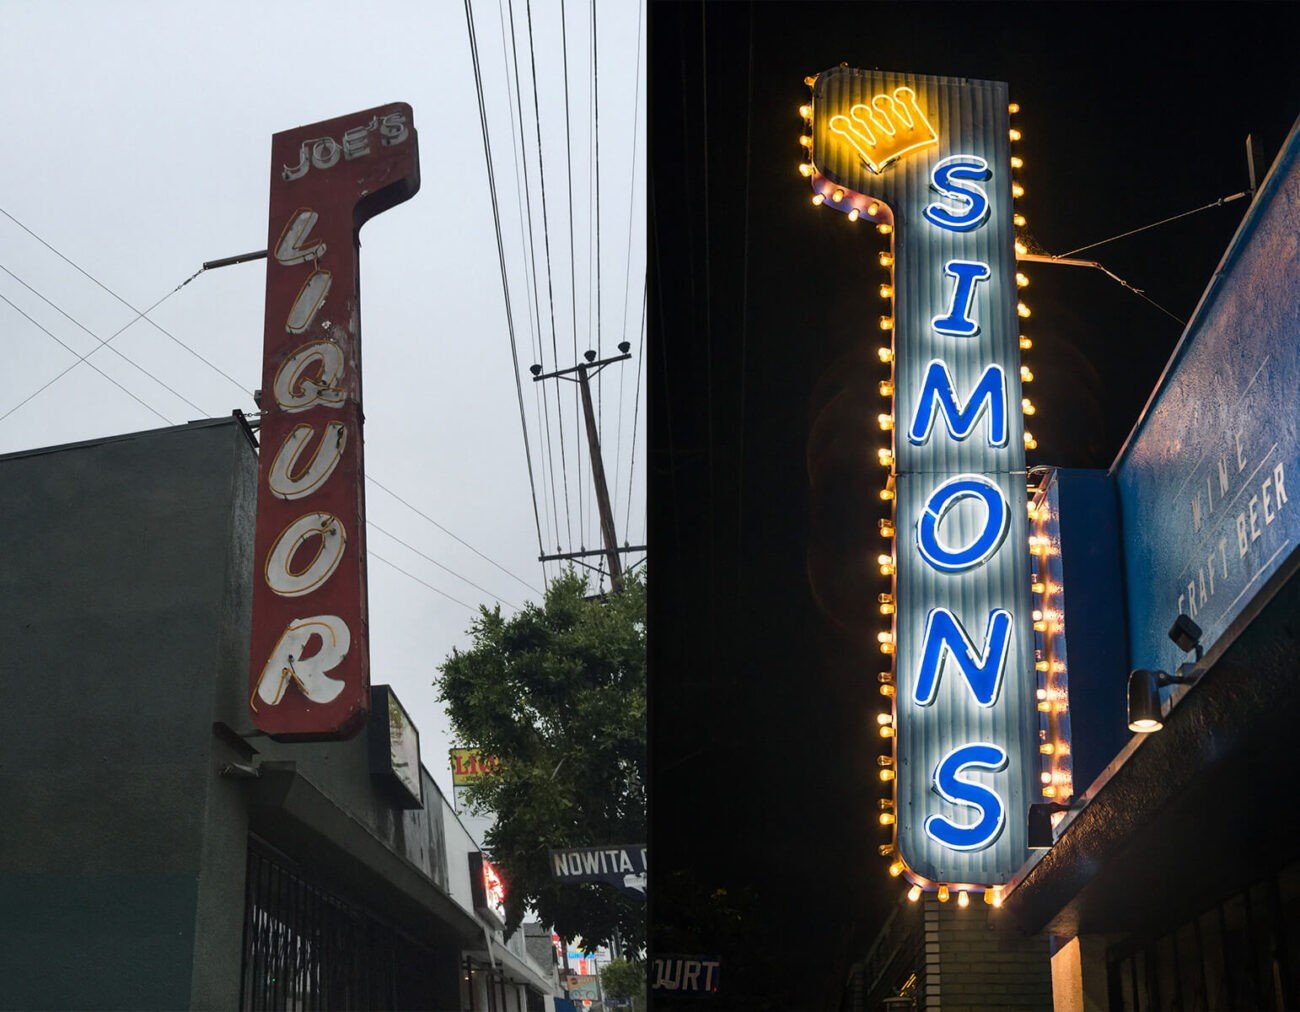 JOE'S
LIQUOR
NOWITA
SIMONS
WINE
CRAFT BEER
OURT